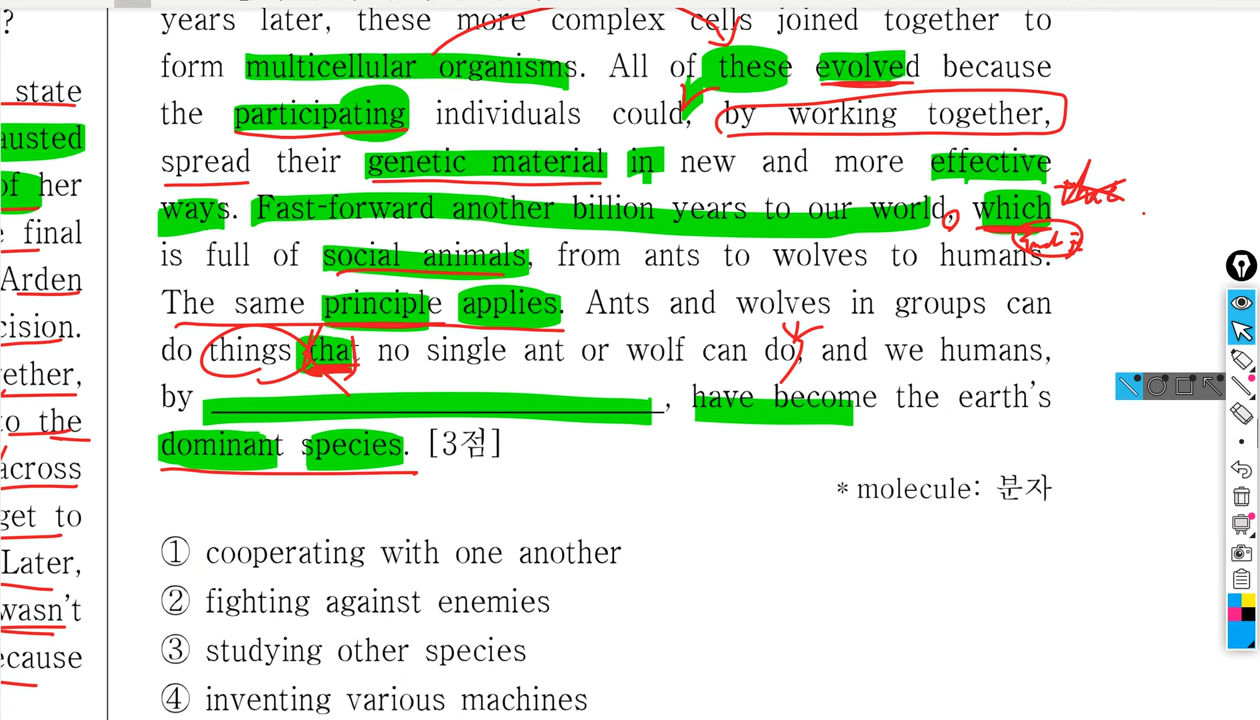 ?
state
austed
of her
e final
Arden
cision.
ether,
o the
across
get to
Later,
wasn't
ecause
years later, these more complex cells joined together to
form multicellular organisms. All of these evolved because
the participating individuals could, by working together,
spread their genetic material in new and more effective
ways. Fast-forward another billion years to our world, which
is full of social animals, from ants to wolves to humans.
The same principle applies. Ants and wolves in groups can
do things that no single ant or wolf can do, and we humans,
by ____________________, have become the earth's
dominant species. [3점]
* molecule: 분자
① cooperating with one another
② fighting against enemies
③ studying other species
④ inventing various machines